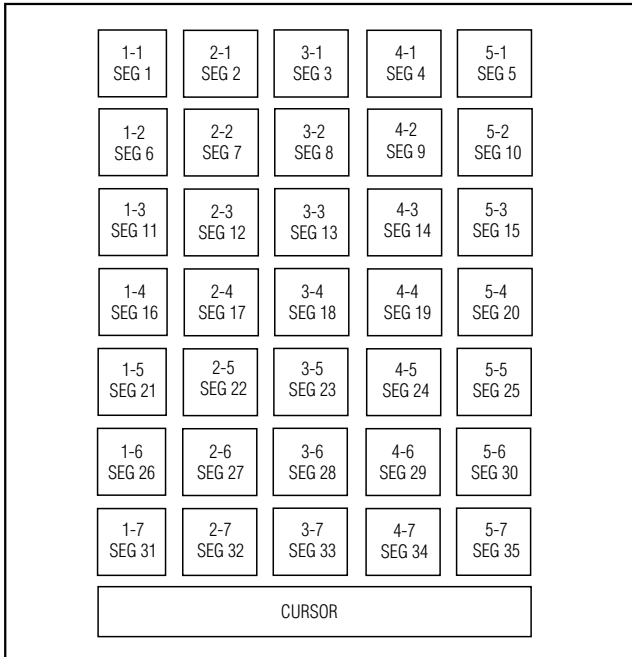 1-1 2-1 3-1 4-1 5-1
SEG 1 SEG 2 SEG 3 SEG 4 SEG 5
1-2 2-2 3-2 4-2 5-2
SEG 6 SEG 7 SEG 8 SEG 9 SEG 10
1-3 2-3 3-3 4-3 5-3
SEG 11 SEG 12 SEG 13 SEG 14 SEG 15
1-4 2-4 3-4 4-4 5-4
SEG 16 SEG 17 SEG 18 SEG 19 SEG 20
1-5 2-5 3-5 4-5 5-5
SEG 21 SEG 22 SEG 23 SEG 24 SEG 25
1-6 2-6 3-6 4-6 5-6
SEG 26 SEG 27 SEG 28 SEG 29 SEG 30
1-7 2-7 3-7 4-7 5-7
SEG 31 SEG 32 SEG 33 SEG 34 SEG 35
CURSOR